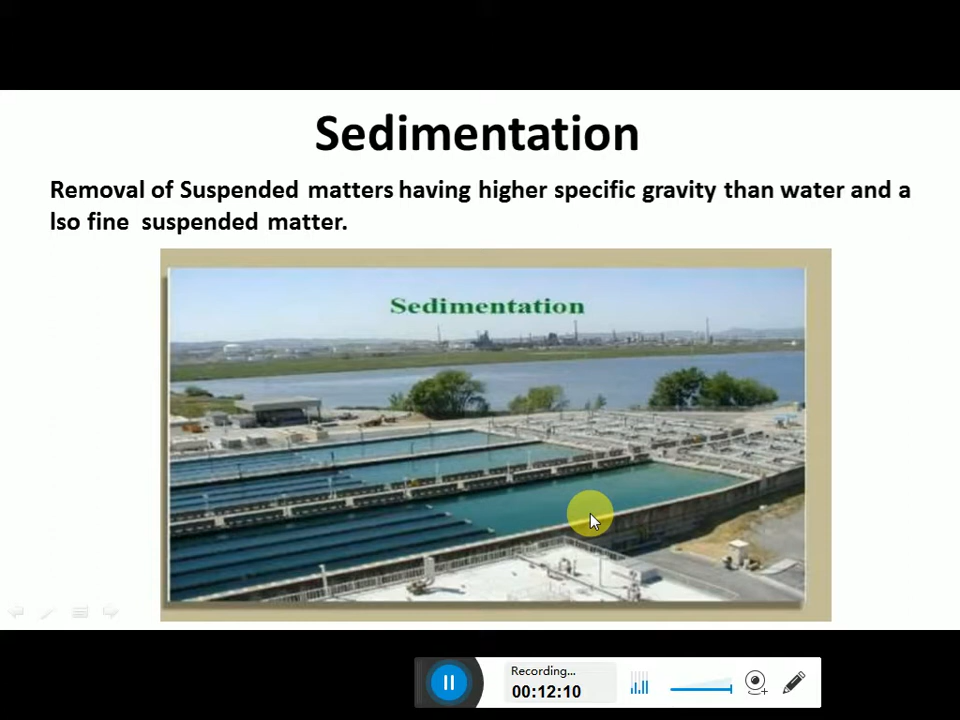 Sedimentation
Removal of Suspended matters having higher specific gravity than water and a
lso fine suspended matter.
Sedimentation
Recording...
00:12:10